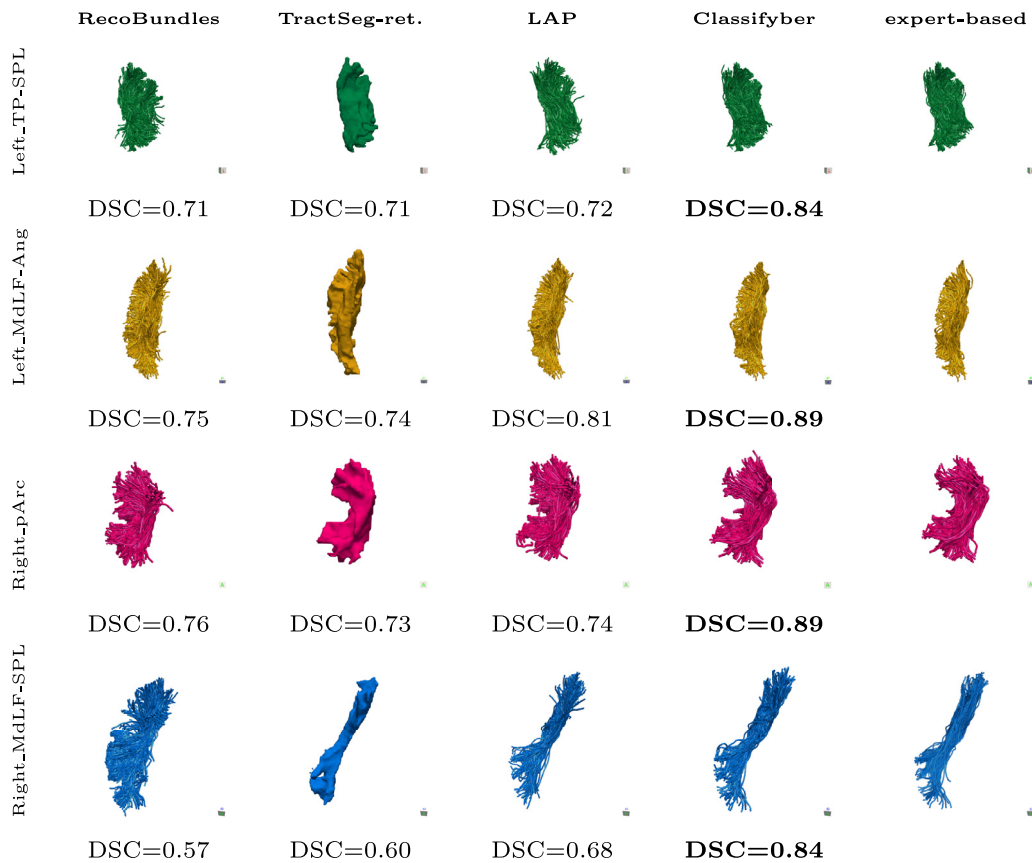 RecoBundles TractSeg-ret. LAP Classifyber expert-based
Left_TP-SPL
DSC=0.71 DSC=0.71 DSC=0.72 DSC=0.84
Left_MdLF-Ang
DSC=0.75 DSC=0.74 DSC=0.81 DSC=0.89
Right_pArc
DSC=0.76 DSC=0.73 DSC=0.74 DSC=0.89
Right_MdLF-SPL
DSC=0.57 DSC=0.60 DSC=0.68 DSC=0.84